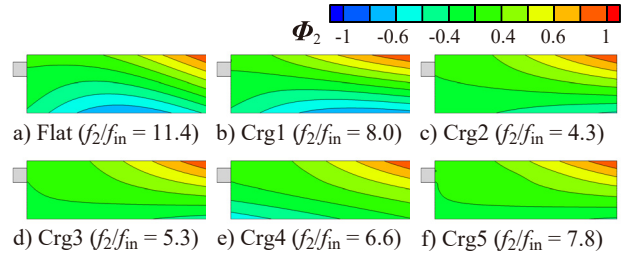 Φ2 -1 -0.6 -0.4 0.4 0.6 1
a) Flat (f2/fin = 11.4) b) Crg1 (f2/fin = 8.0) c) Crg2 (f2/fin = 4.3)
d) Crg3 (f2/fin = 5.3) e) Crg4 (f2/fin = 6.6) f) Crg5 (f2/fin = 7.8)